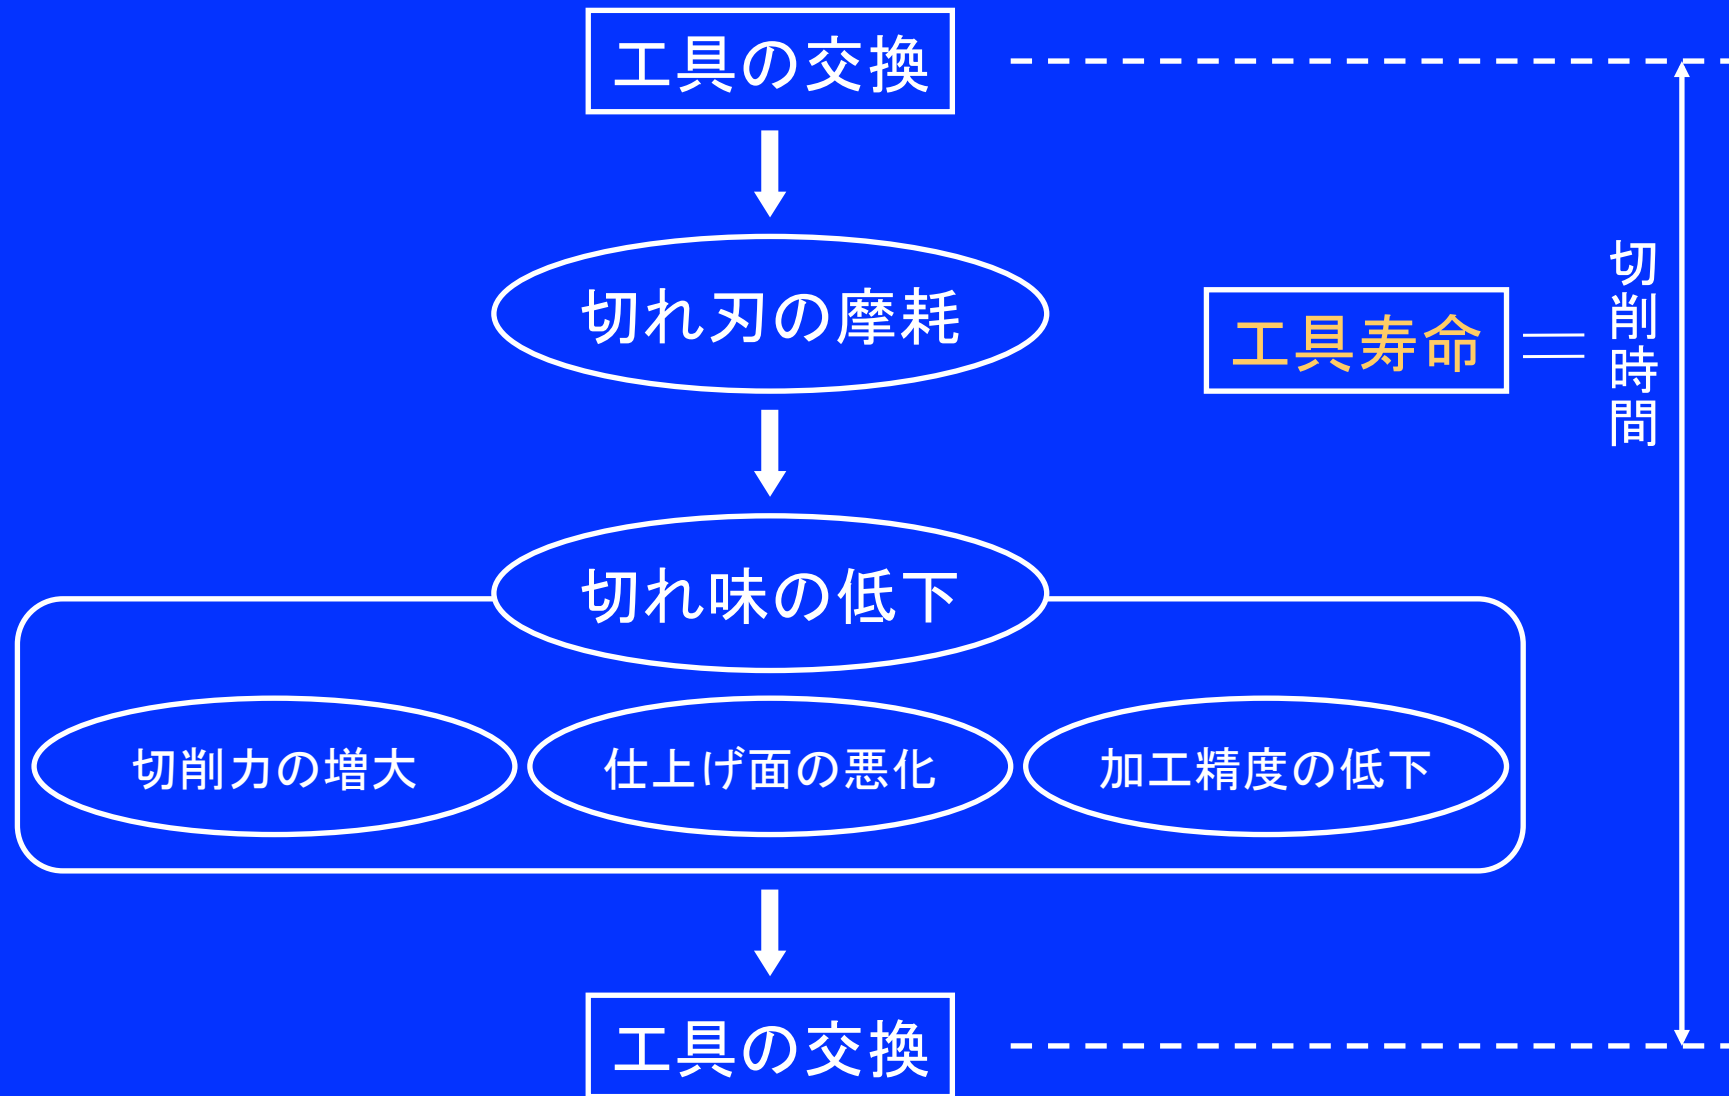 工具の交換
切れ刃の摩耗
工具寿命
切削時間
切れ味の低下
切削力の増大
仕上げ面の悪化
加工精度の低下
工具の交換